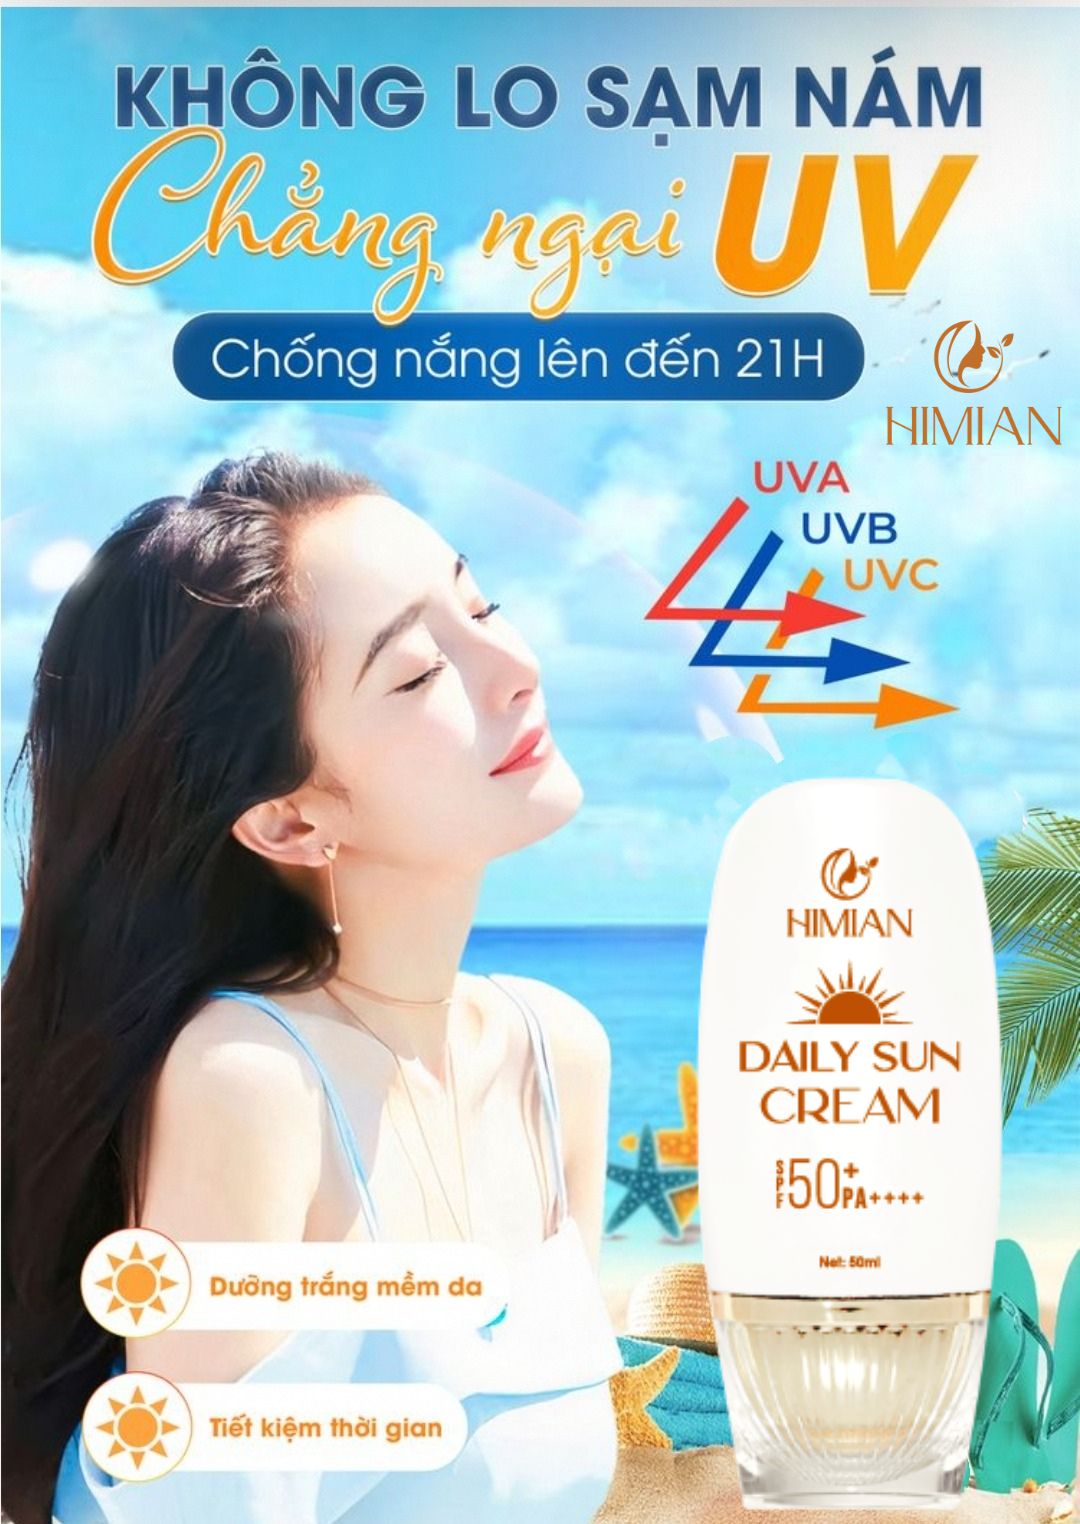 KHÔNG LO SẠM NÁM
Chẳng ngại UV
Chống nắng lên đến 21H
HIMIAN
UVA
UVB
UVC
HIMIAN
DAILY SUN
CREAM
SPF 50+ PA++++
Net: 50ml
Dưỡng trắng mềm da
Tiết kiệm thời gian